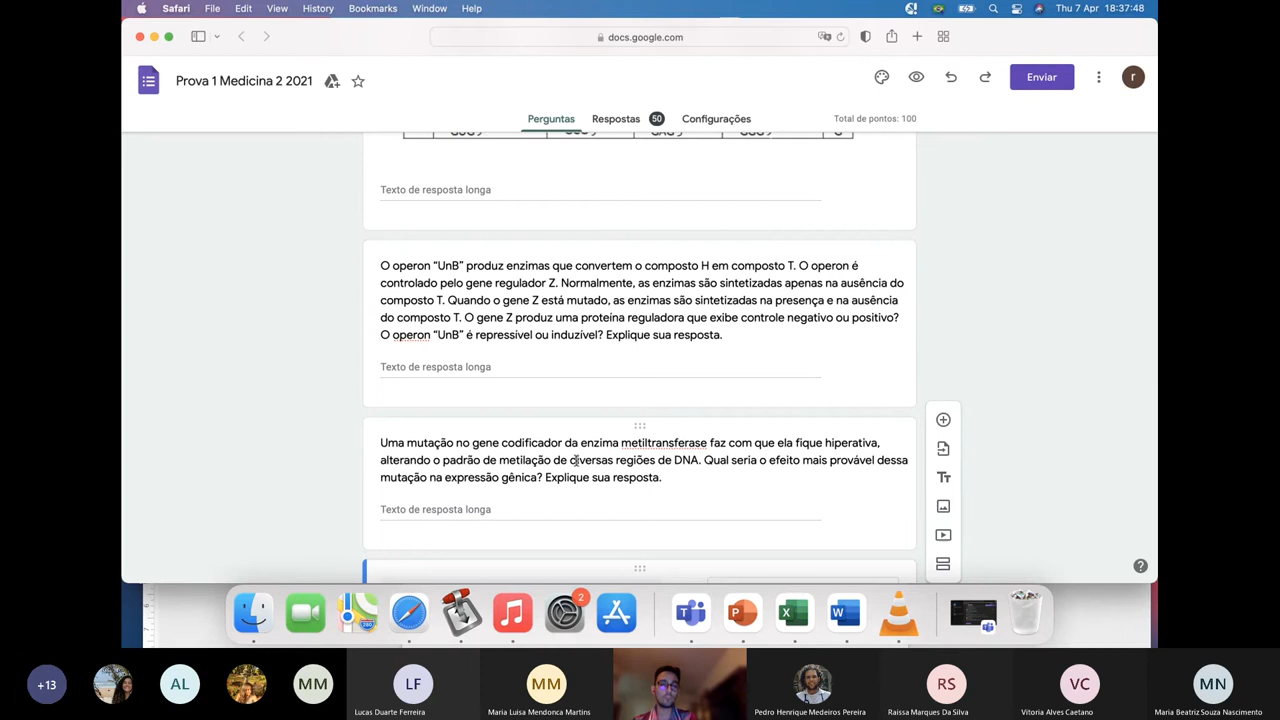 Safari File Edit View History Bookmarks Window Help Thu 7 Apr 18:37:48
docs.google.com
Prova 1 Medicina 2 2021
Enviar
r
Perguntas Respostas 50 Configurações Total de pontos: 100
Texto de resposta longa
O operon “UnB” produz enzimas que convertem o composto H em composto T. O operon é
controlado pelo gene regulador Z. Normalmente, as enzimas são sintetizadas apenas na ausência do
composto T. Quando o gene Z está mutado, as enzimas são sintetizadas na presença e na ausência
do composto T. O gene Z produz uma proteína reguladora que exibe controle negativo ou positivo?
O operon “UnB” é repressível ou induzível? Explique sua resposta.
Texto de resposta longa
Uma mutação no gene codificador da enzima metiltransferase faz com que ela fique hiperativa,
alterando o padrão de metilação de diversas regiões de DNA. Qual seria o efeito mais provável dessa
mutação na expressão gênica? Explique sua resposta.
Texto de resposta longa
Tt
2
+13
AL
MM
LF
MM
RS
VC
MN
Lucas Duarte Ferreira
Maria Luisa Mendonca Martins
Pedro Henrique Medeiros Pereira
Raissa Marques Da Silva
Vitoria Alves Caetano
Maria Beatriz Souza Nascimento